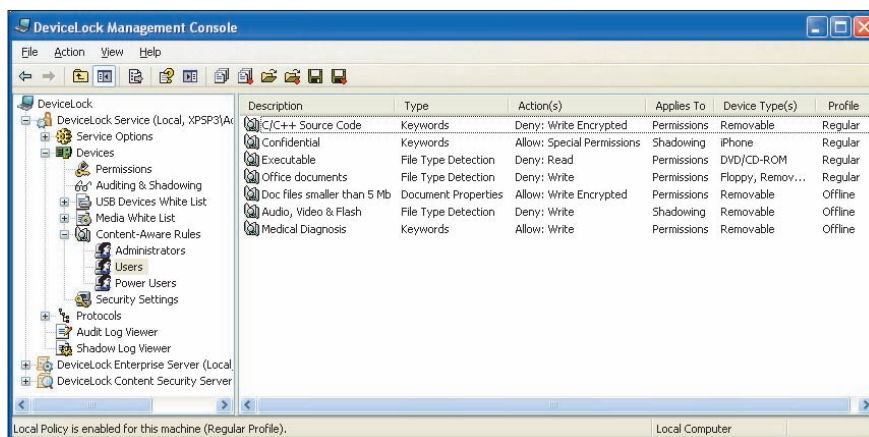 DeviceLock Management Console
File Action View Help
DeviceLock
DeviceLock Service (Local, XPSP3\Ad
Service Options
Devices
Permissions
Auditing & Shadowing
USB Devices White List
Media White List
Content-Aware Rules
Administrators
Users
Power Users
Security Settings
Protocols
Audit Log Viewer
Shadow Log Viewer
DeviceLock Enterprise Server (Local,
DeviceLock Content Security Server
Description Type Action(s) Applies To Device Type(s) Profile
C/C++ Source Code Keywords Deny: Write Encrypted Permissions Removable Regular
Confidential Keywords Allow: Special Permissions Shadowing iPhone Regular
Executable File Type Detection Deny: Read Permissions DVD/CD-ROM Regular
Office documents File Type Detection Deny: Write Permissions Floppy, Remov... Regular
Doc files smaller than 5 Mb Document Properties Allow: Write Encrypted Permissions Removable Offline
Audio, Video & Flash File Type Detection Deny: Write Shadowing Removable Offline
Medical Diagnosis Keywords Allow: Write Permissions Removable Offline
Local Policy is enabled for this machine (Regular Profile). Local Computer